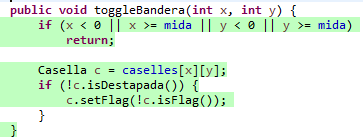 public void toggleBandera(int x, int y) {
if (x < 0 || x >= mida || y < 0 || y >= mida)
return;
Casella c = caselles[x][y];
if (!c.isDestapada()) {
c.setFlag(!c.isFlag());
}
}